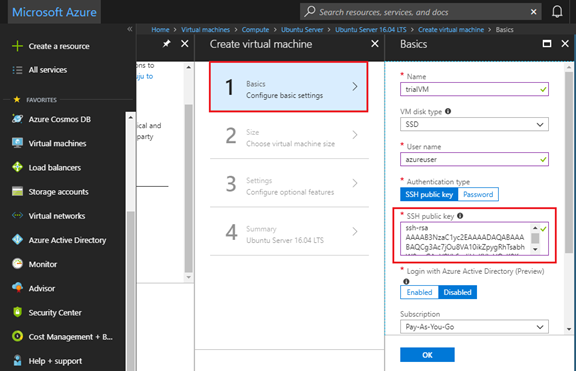 Microsoft Azure
Search resources, services, and docs
Home
Virtual machines
Compute
Ubuntu Server
Ubuntu Server 16.04 LTS
Create virtual machine
Basics
Create a resource
All services
FAVORITES
Azure Cosmos DB
Virtual machines
Load balancers
Storage accounts
Virtual networks
Azure Active Directory
Monitor
Advisor
Security Center
Cost Management + B...
Help + support
ons to
uju to
ical and
party
Create virtual machine
1
Basics
Configure basic settings
2
Size
Choose virtual machine size
3
Settings
Configure optional features
4
Summary
Ubuntu Server 16.04 LTS
Basics
* Name
trialVM
VM disk type
SSD
* User name
azureuser
* Authentication type
SSH public key
Password
* SSH public key
ssh-rsa
AAAAB3NzaC1yc2EAAAADAQABAAA
BAQCg3Ac7jOu8VA10ikZpygRhTsabh
* Login with Azure Active Directory (Preview)
Enabled
Disabled
Subscription
Pay-As-You-Go
OK